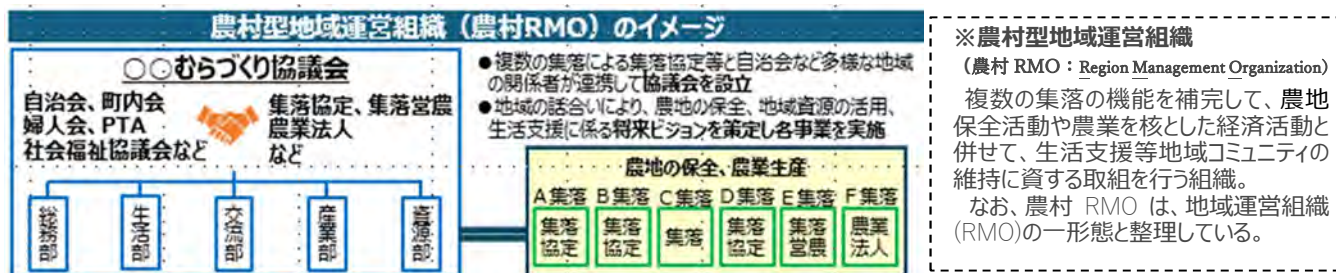 農村型地域運営組織（農村RMO）のイメージ
○○むらづくり協議会
自治会、町内会
婦人会、PTA
社会福祉協議会など
集落協定、集落営農
農業法人
など
総務部
生活部
交流部
産業部
資源部
●複数の集落による集落協定等と自治会など多様な地域
の関係者が連携して協議会を設立
●地域の話合いにより、農地の保全、地域資源の活用、
生活支援に係る将来ビジョンを策定し各事業を実施
農地の保全、農業生産
A集落 B集落 C集落 D集落 E集落 F集落
集落協定
集落協定
集落
集落協定
集落営農
農業法人
※農村型地域運営組織
（農村 RMO：Region Management Organization）
複数の集落の機能を補完して、農地
保全活動や農業を核とした経済活動と
併せて、生活支援等地域コミュニティの
維持に資する取組を行う組織。
なお、農村 RMO は、地域運営組織
(RMO)の一形態と整理している。